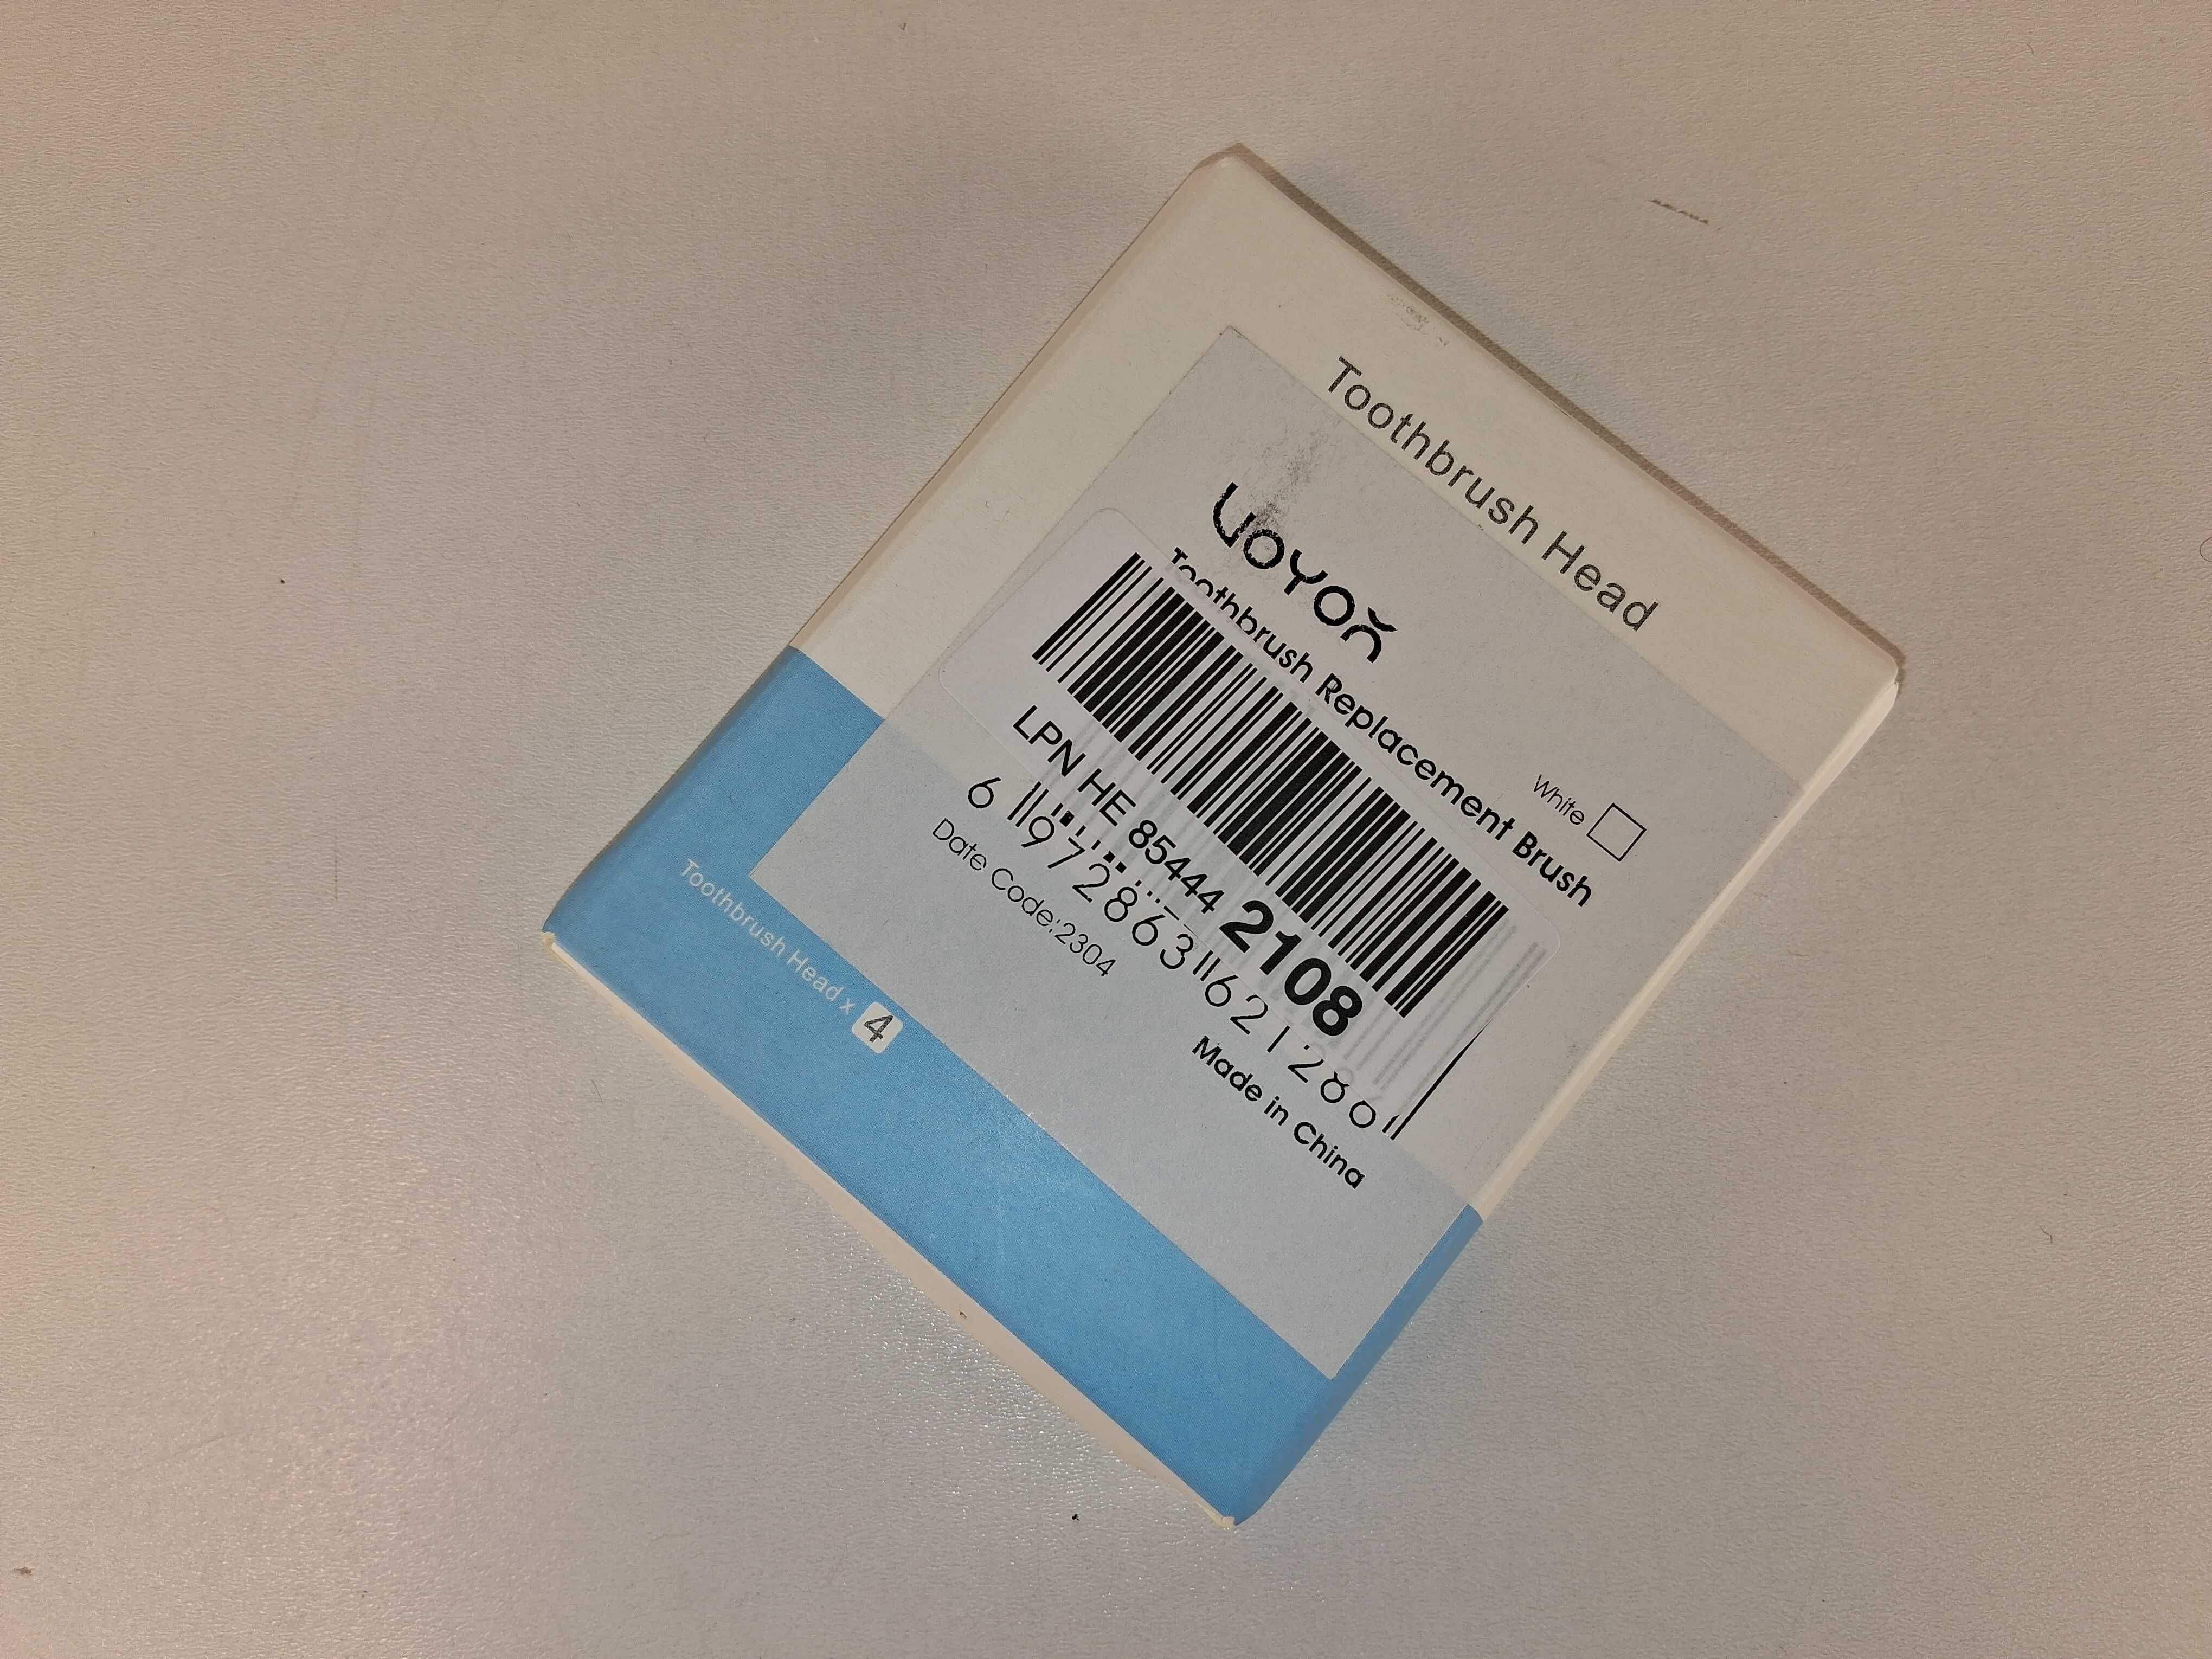 Toothbrush Head
White
Toothbrush Replacement Brush
LPN HE 85444 2108
6 972863 621286
Date Code:2304
Made in China
Toothbrush Head x 4